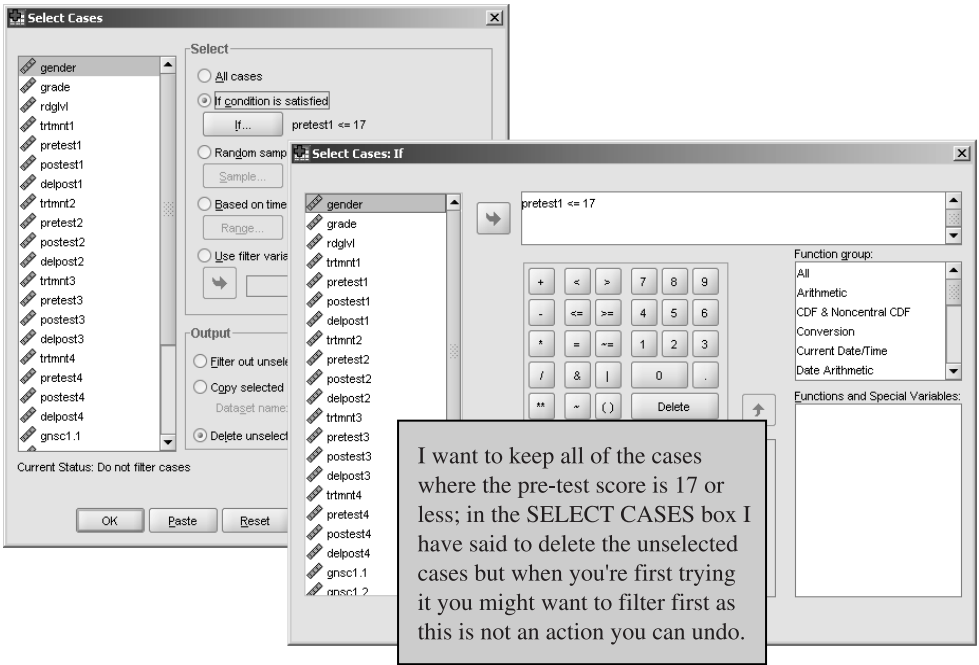 Select Cases
gender
grade
rdglvl
trtmnt1
pretest1
postest1
delpost1
trtmnt2
pretest2
postest2
delpost2
trtmnt3
pretest3
postest3
delpost3
trtmnt4
pretest4
postest4
delpost4
gnsc1.1
Current Status: Do not filter cases
Select
All cases
If condition is satisfied
If... pretest1 <= 17
Random samp
Sample...
Based on time
Range...
Use filter varia
Output
Filter out unsele
Copy selected
Dataset name:
Delete unselect
OK Paste Reset
Select Cases: If
gender
grade
rdglvl
trtmnt1
pretest1
postest1
delpost1
trtmnt2
pretest2
postest2
delpost2
trtmnt3
pretest3
postest3
delpost3
trtmnt4
pretest4
postest4
delpost4
gnsc1.1
gnsc1.2
pretest1 <= 17
+ < > 7 8 9
- <= >= 4 5 6
* = ~= 1 2 3
/ & | 0 .
** ~ ( ) Delete
Function group:
All
Arithmetic
CDF & Noncentral CDF
Conversion
Current Date/Time
Date Arithmetic
Functions and Special Variables:
I want to keep all of the cases
where the pre-test score is 17 or
less; in the SELECT CASES box I
have said to delete the unselected
cases but when you're first trying
it you might want to filter first as
this is not an action you can undo.